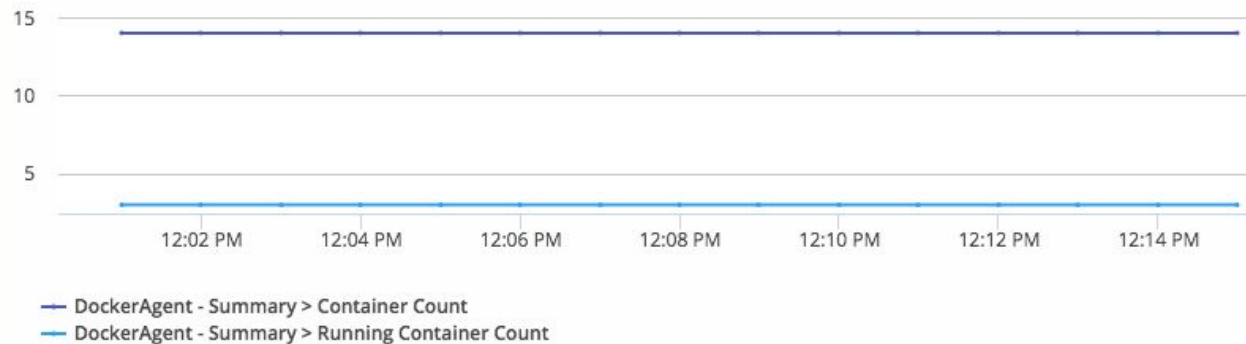 15
10
5
12:02 PM 12:04 PM 12:06 PM 12:08 PM 12:10 PM 12:12 PM 12:14 PM
DockerAgent - Summary > Container Count
DockerAgent - Summary > Running Container Count